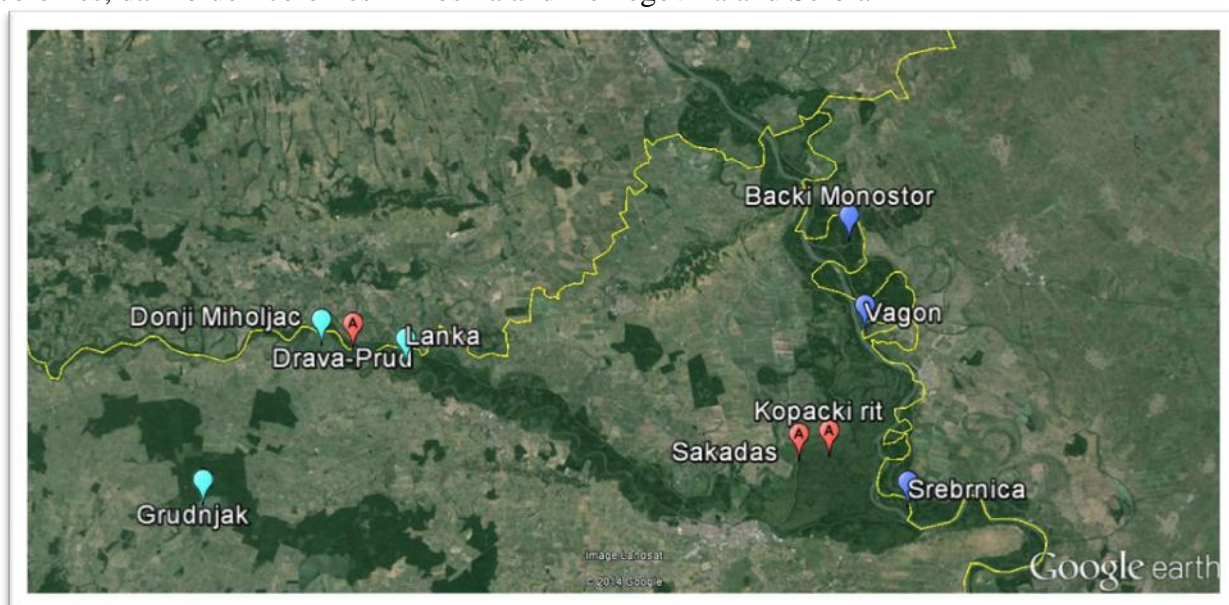 Backi Monostor
Vagon
Donji Miholjac
A
Lanka
Drava-Prud
Kopacki rit
A
A
Sakadas
Srebrnica
Grudnjak
Image Landsat
© 2014 Google
Google earth